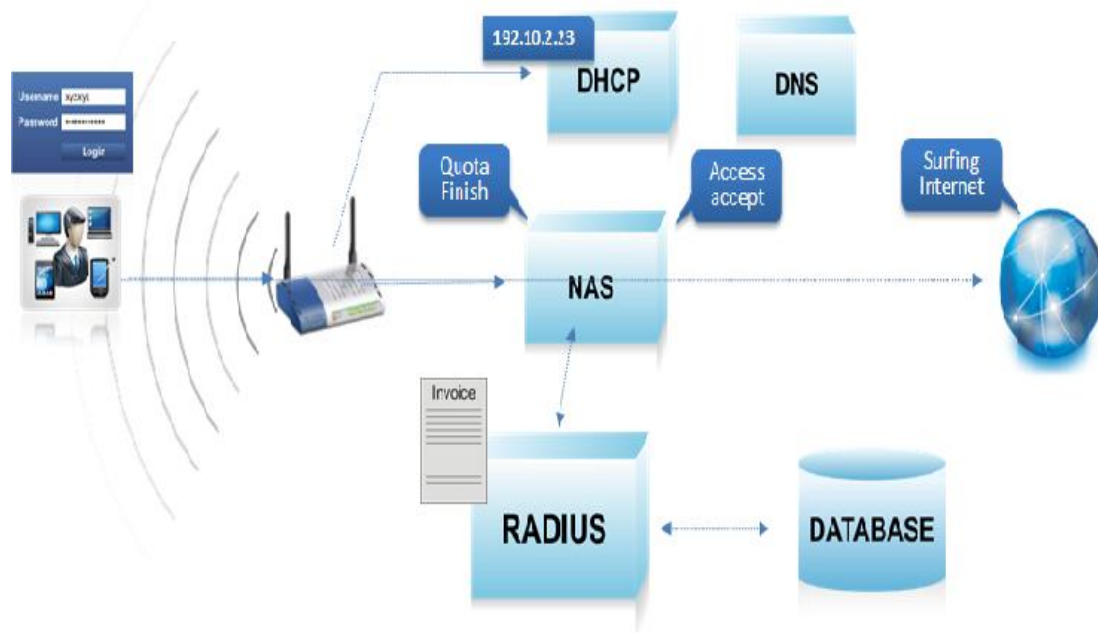 192.10.2.23
DHCP
DNS
Username
Password
Login
Quota
Finish
Access
accept
Surfing
Internet
NAS
Invoice
RADIUS
DATABASE